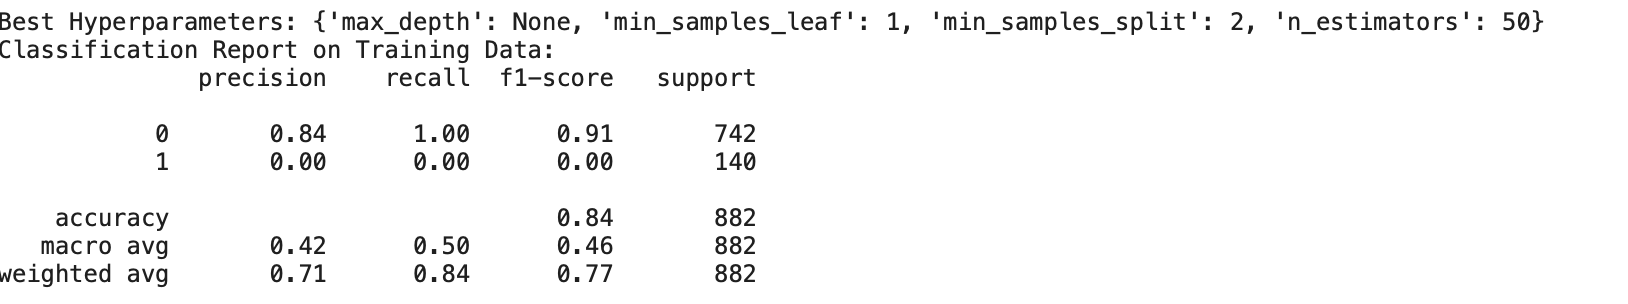 Best Hyperparameters: {'max_depth': None, 'min_samples_leaf': 1, 'min_samples_split': 2, 'n_estimators': 50}
Classification Report on Training Data:
precision recall f1-score support
0 0.84 1.00 0.91 742
1 0.00 0.00 0.00 140
accuracy 0.84 882
macro avg 0.42 0.50 0.46 882
weighted avg 0.71 0.84 0.77 882